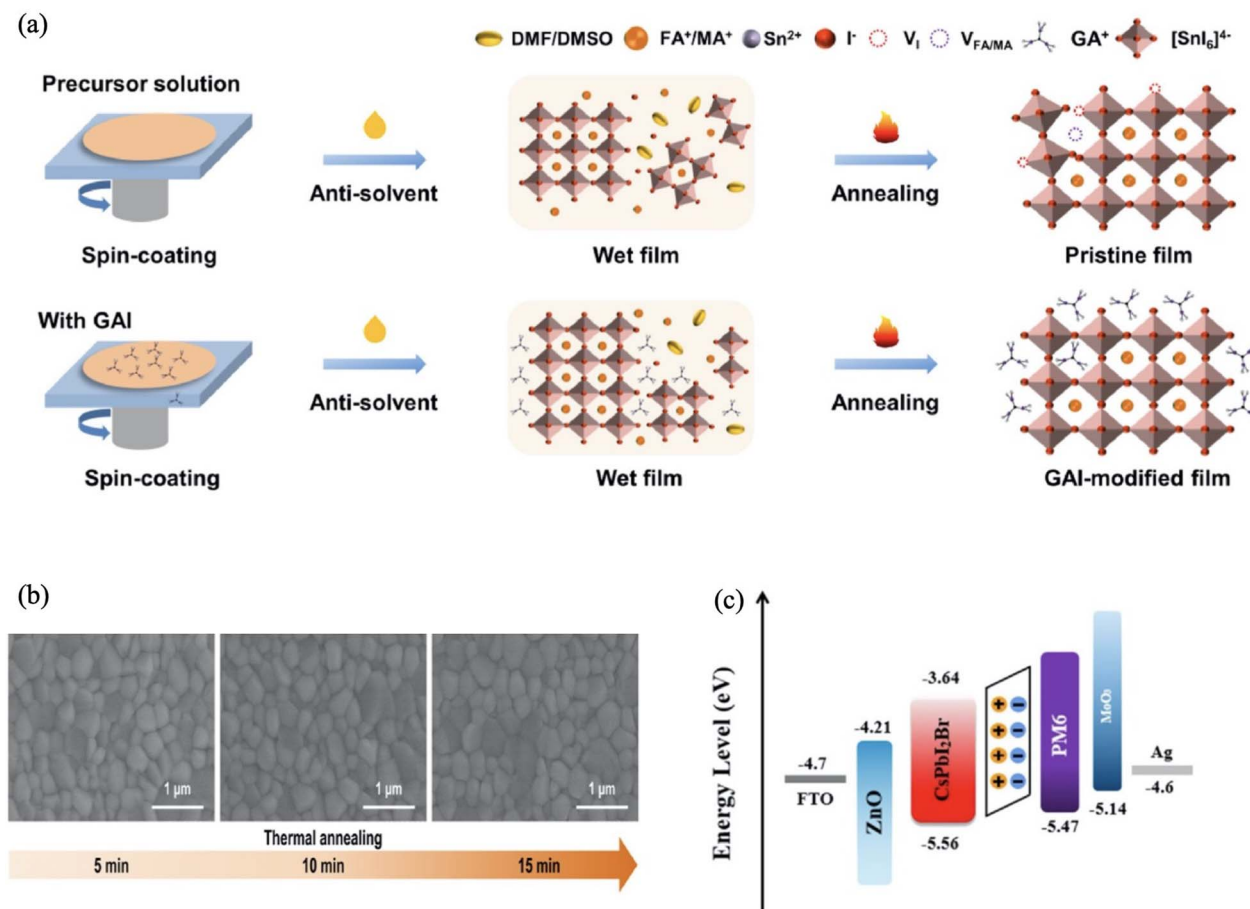 (a)
DMF/DMSO FA⁺/MA⁺ Sn²⁺ I⁻ V_I V_FA/MA GA⁺ [SnI₆]⁴⁻
Precursor solution
Anti-solvent
Annealing
Spin-coating
Wet film
Pristine film
With GAI
Anti-solvent
Annealing
Spin-coating
Wet film
GAI-modified film
(b)
1 μm 1 μm 1 μm
Thermal annealing
5 min 10 min 15 min
(c)
Energy Level (eV)
-4.7
FTO
-4.21
ZnO
-3.64
CsPbI₂Br
-5.56
+ −
+ −
+ −
+ −
PM6
-5.47
MoO₃
-5.14
Ag
-4.6